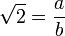 √2 = a/b